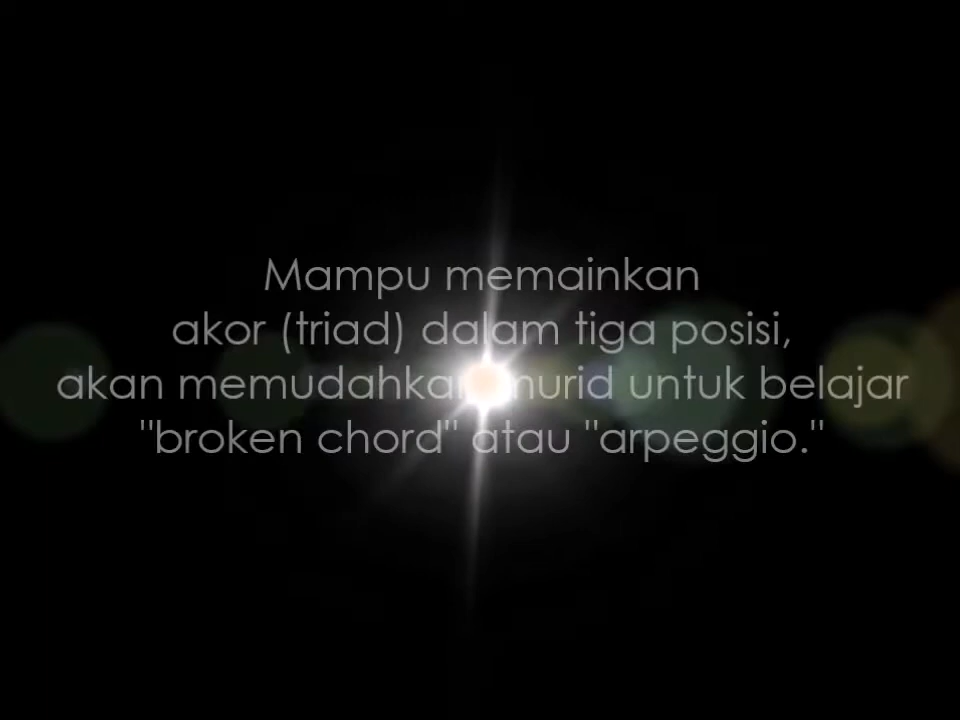 Mampu memainkan
akor (triad) dalam tiga posisi,
akan memudahkan murid untuk belajar
"broken chord" atau "arpeggio."